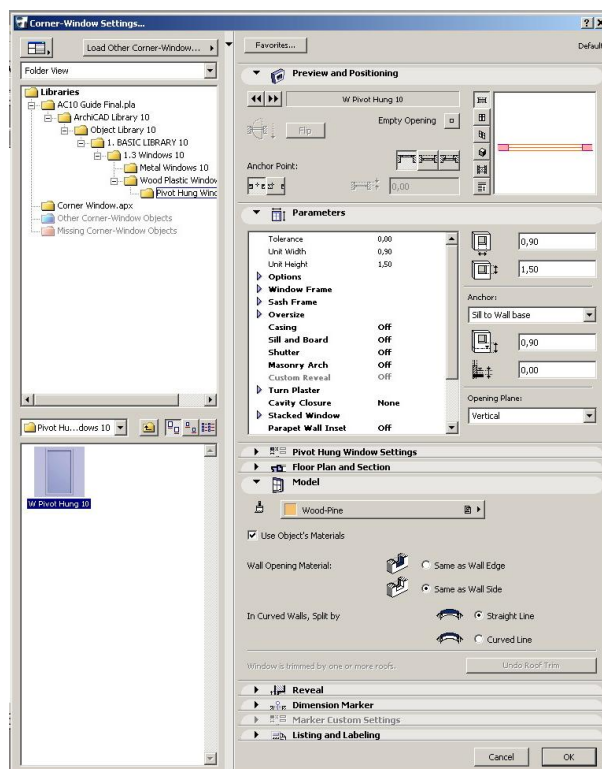 Corner-Window Settings...
Load Other Corner-Window...
Folder View
Libraries
AC10 Guide Final.pla
ArchiCAD Library 10
Object Library 10
1. BASIC LIBRARY 10
1.3 Windows 10
Metal Windows 10
Wood Plastic Window
Pivot Hung Winc
Corner Window.apx
Other Corner-Window Objects
Missing Corner-Window Objects
Pivot Hu...dows 10
W Pivot Hung 10
Favorites...
Default
Preview and Positioning
W Pivot Hung 10
Flip
Empty Opening
Anchor Point:
0,00
Parameters
Tolerance 0,00
Unit Width 0,90
Unit Height 1,50
Options
Window Frame
Sash Frame
Oversize
Casing Off
Sill and Board Off
Shutter Off
Masonry Arch Off
Custom Reveal Off
Turn Plaster
Cavity Closure None
Stacked Window
Parapet Wall Inset Off
0,90
1,50
Anchor:
Sill to Wall base
0,90
0,00
Opening Plane:
Vertical
Pivot Hung Window Settings
Floor Plan and Section
Model
Wood-Pine
Use Object's Materials
Wall Opening Material:
Same as Wall Edge
Same as Wall Side
In Curved Walls, Split by
Straight Line
Curved Line
Window is trimmed by one or more roofs.
Undo Roof Trim
Reveal
Dimension Marker
Marker Custom Settings
Listing and Labeling
Cancel
OK